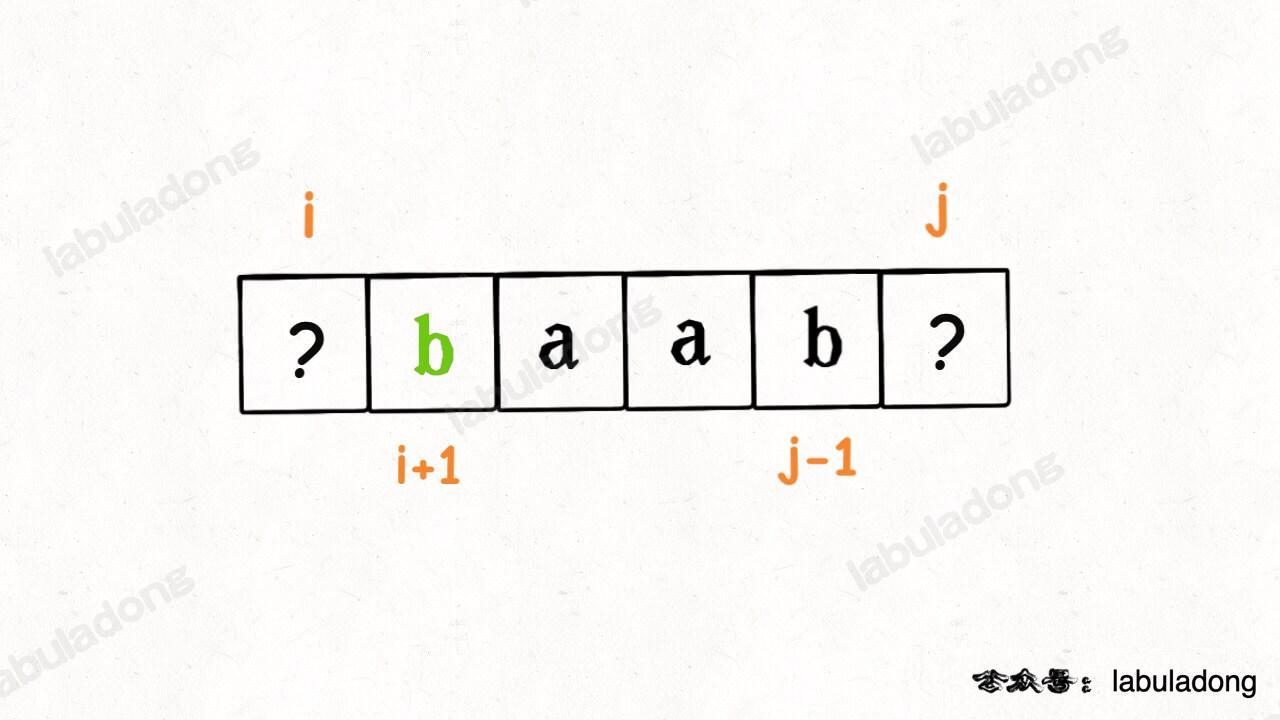 labuladong
labuladong
i
j
? b a a b ?
labuladong
i+1
j-1
labuladong
labuladong
公众号：labuladong